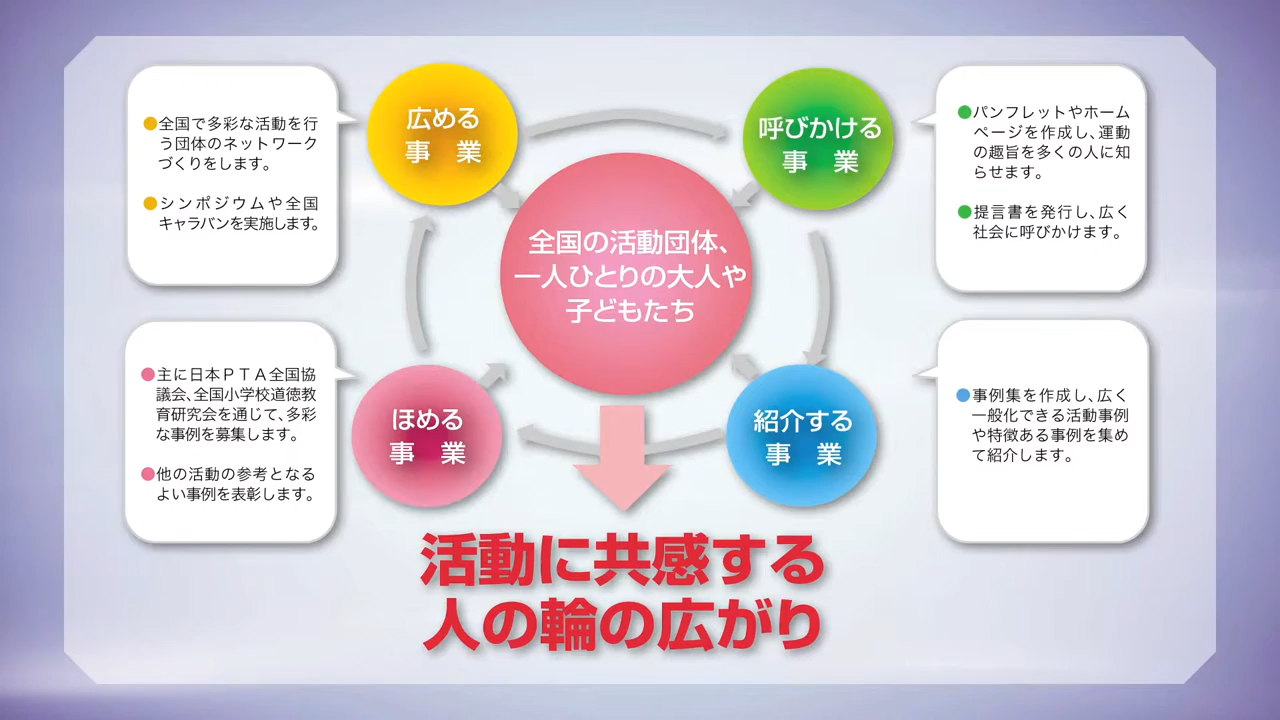 ●全国で多彩な活動を行
う団体のネットワーク
づくりをします。
●シンポジウムや全国
キャラバンを実施します。
広める
事　業
呼びかける
事　業
●パンフレットやホーム
ページを作成し、運動
の趣旨を多くの人に知
らせます。
●提言書を発行し、広く
社会に呼びかけます。
全国の活動団体、
一人ひとりの大人や
子どもたち
●主に日本ＰＴＡ全国協
議会、全国小学校道徳教
育研究会を通じて、多彩
な事例を募集します。
●他の活動の参考となる
よい事例を表彰します。
ほめる
事　業
紹介する
事　業
●事例集を作成し、広く
一般化できる活動事例
や特徴ある事例を集め
て紹介します。
活動に共感する
人の輪の広がり